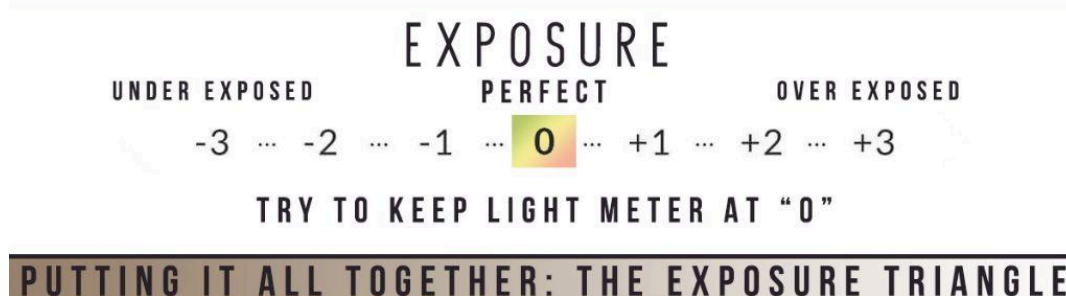 EXPOSURE
UNDER EXPOSED PERFECT OVER EXPOSED
-3 ... -2 ... -1 ... 0 ... +1 ... +2 ... +3
TRY TO KEEP LIGHT METER AT “0”
PUTTING IT ALL TOGETHER: THE EXPOSURE TRIANGLE